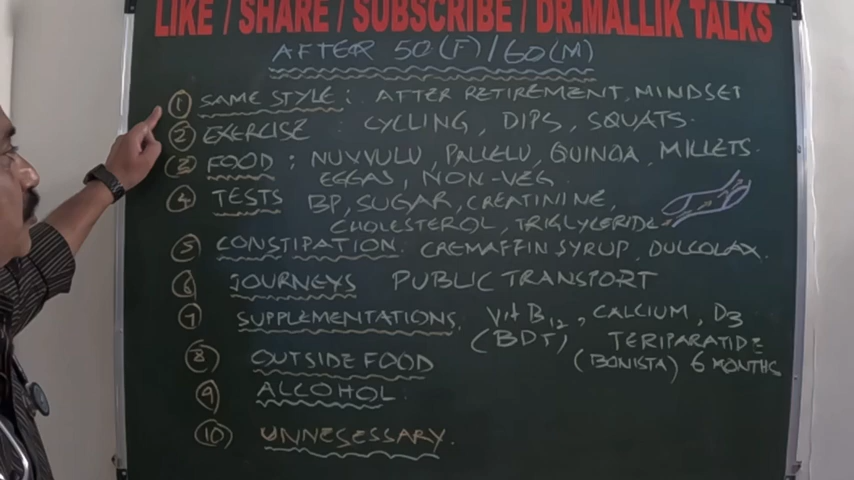 LIKE / SHARE / SUBSCRIBE / DR.MALLIK TALKS
AFTER 50(F)/60(M)
1 SAME STYLE : AFTER RETIREMENT, MINDSET
2 EXERCISE : CYCLING, DIPS, SQUATS.
3 FOOD : NUVVULU, PALLELU, QUINOA, MILLETS.
EGGAS, NON-VEG.
4 TESTS BP, SUGAR, CREATININE,
CHOLESTEROL, TRIGLYCERIDE
5 CONSTIPATION. CREMAFFIN SYRUP, DULCOLAX.
6 JOURNEYS PUBLIC TRANSPORT
7 SUPPLEMENTATIONS. Vit B12, CALCIUM, D3
(BDT) TERIPARATIDE
(BONISTA) 6 MONTHS
8 OUTSIDE FOOD
9 ALCOHOL.
10 UNNESESSARY.